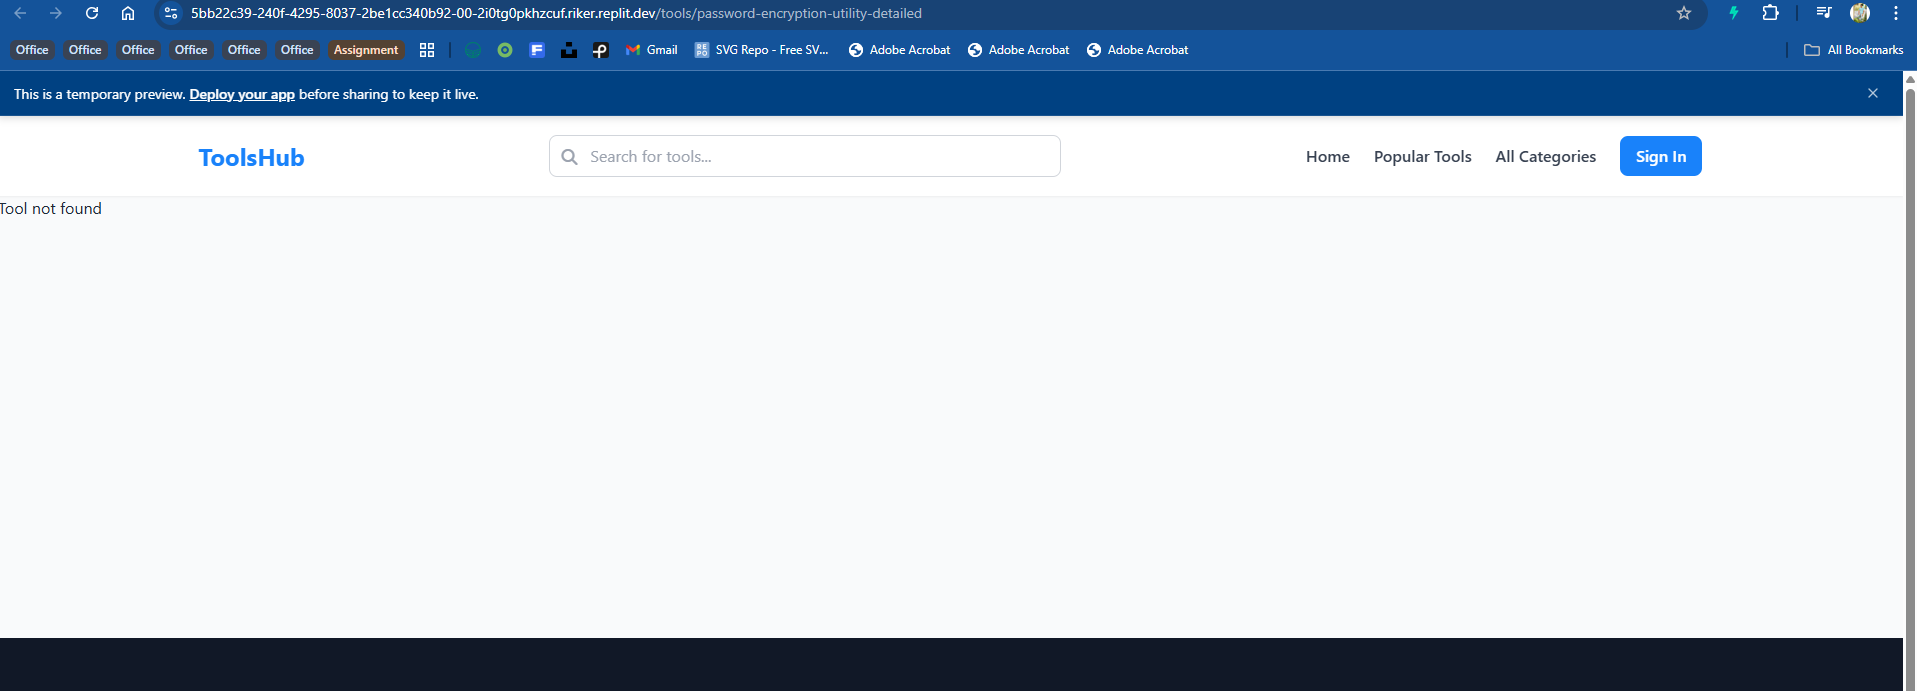 5bb22c39-240f-4295-8037-2be1cc340b92-00-2i0tg0pkhzcuf.riker.replit.dev/tools/password-encryption-utility-detailed
Office Office Office Office Office Office Assignment Gmail SVG Repo - Free SV... Adobe Acrobat Adobe Acrobat Adobe Acrobat All Bookmarks
This is a temporary preview. Deploy your app before sharing to keep it live.
ToolsHub Search for tools... Home Popular Tools All Categories Sign In
Tool not found